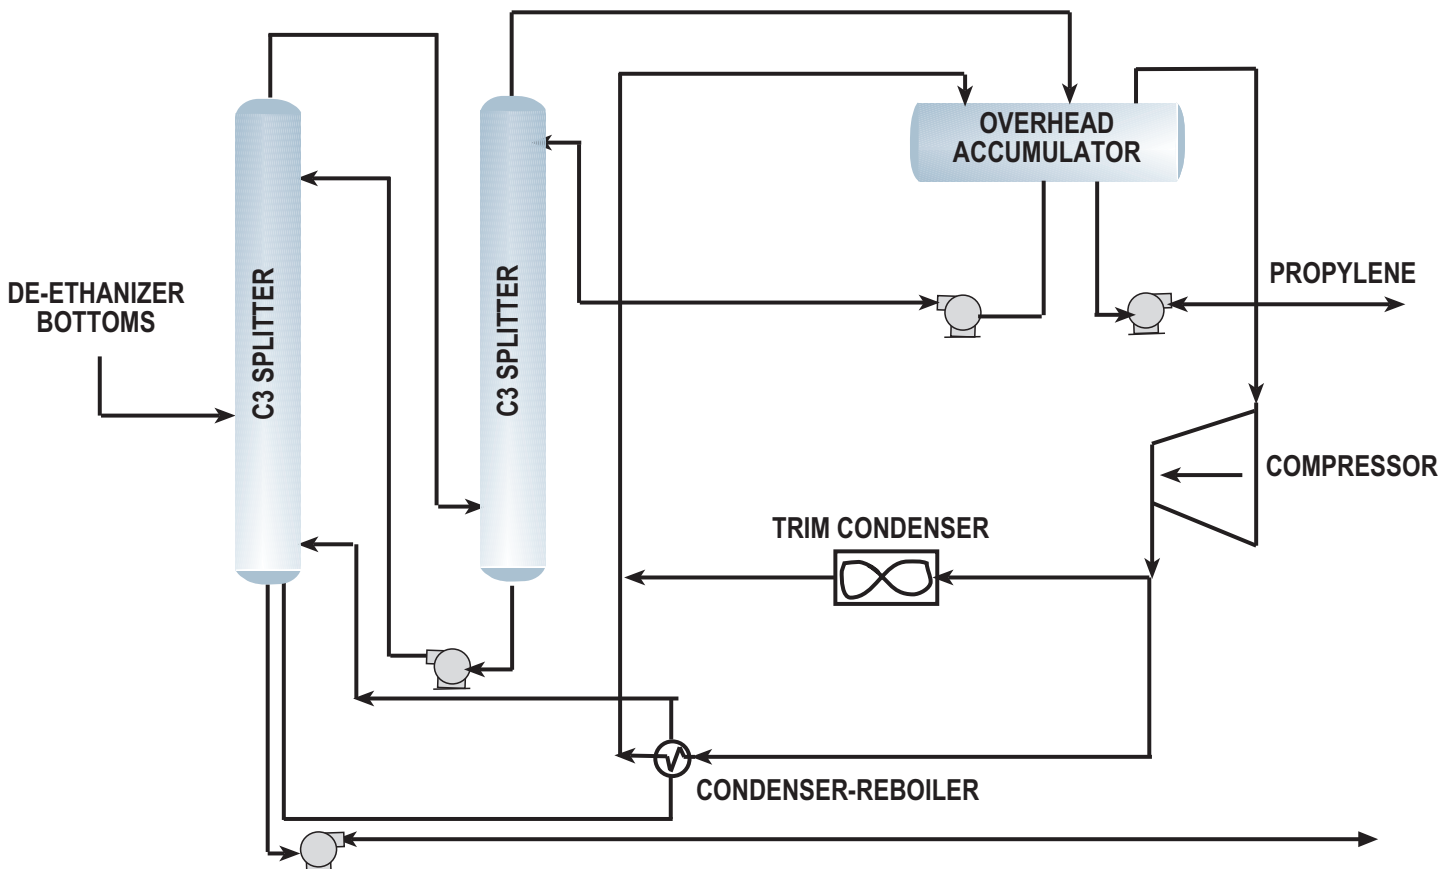 OVERHEAD
ACCUMULATOR
DE-ETHANIZER
BOTTOMS
C3 SPLITTER
C3 SPLITTER
PROPYLENE
COMPRESSOR
TRIM CONDENSER
CONDENSER-REBOILER